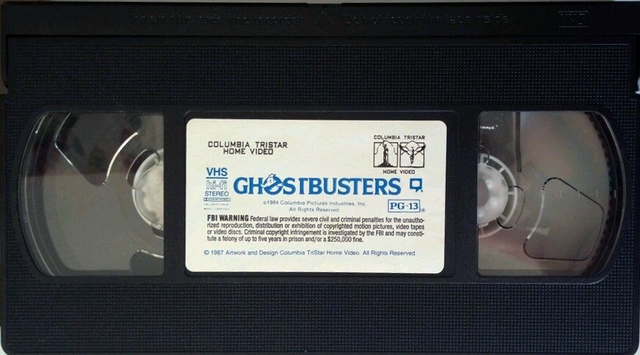 COLUMBIA TRISTAR
HOME VIDEO
COLUMBIA TRISTAR
HOME VIDEO
VHS
hi-fi
STEREO
GHOSTBUSTERS
©1984 Columbia Pictures Industries, Inc.
All Rights Reserved
PG-13
FBI WARNING Federal law provides severe civil and criminal penalties for the unautho-
rized reproduction, distribution or exhibition of copyrighted motion pictures, video tapes
or video discs. Criminal copyright infringement is investigated by the FBI and may consti-
tute a felony of up to five years in prison and/or a $250,000 fine.
© 1987 Artwork and Design Columbia TriStar Home Video. All Rights Reserved
VHS